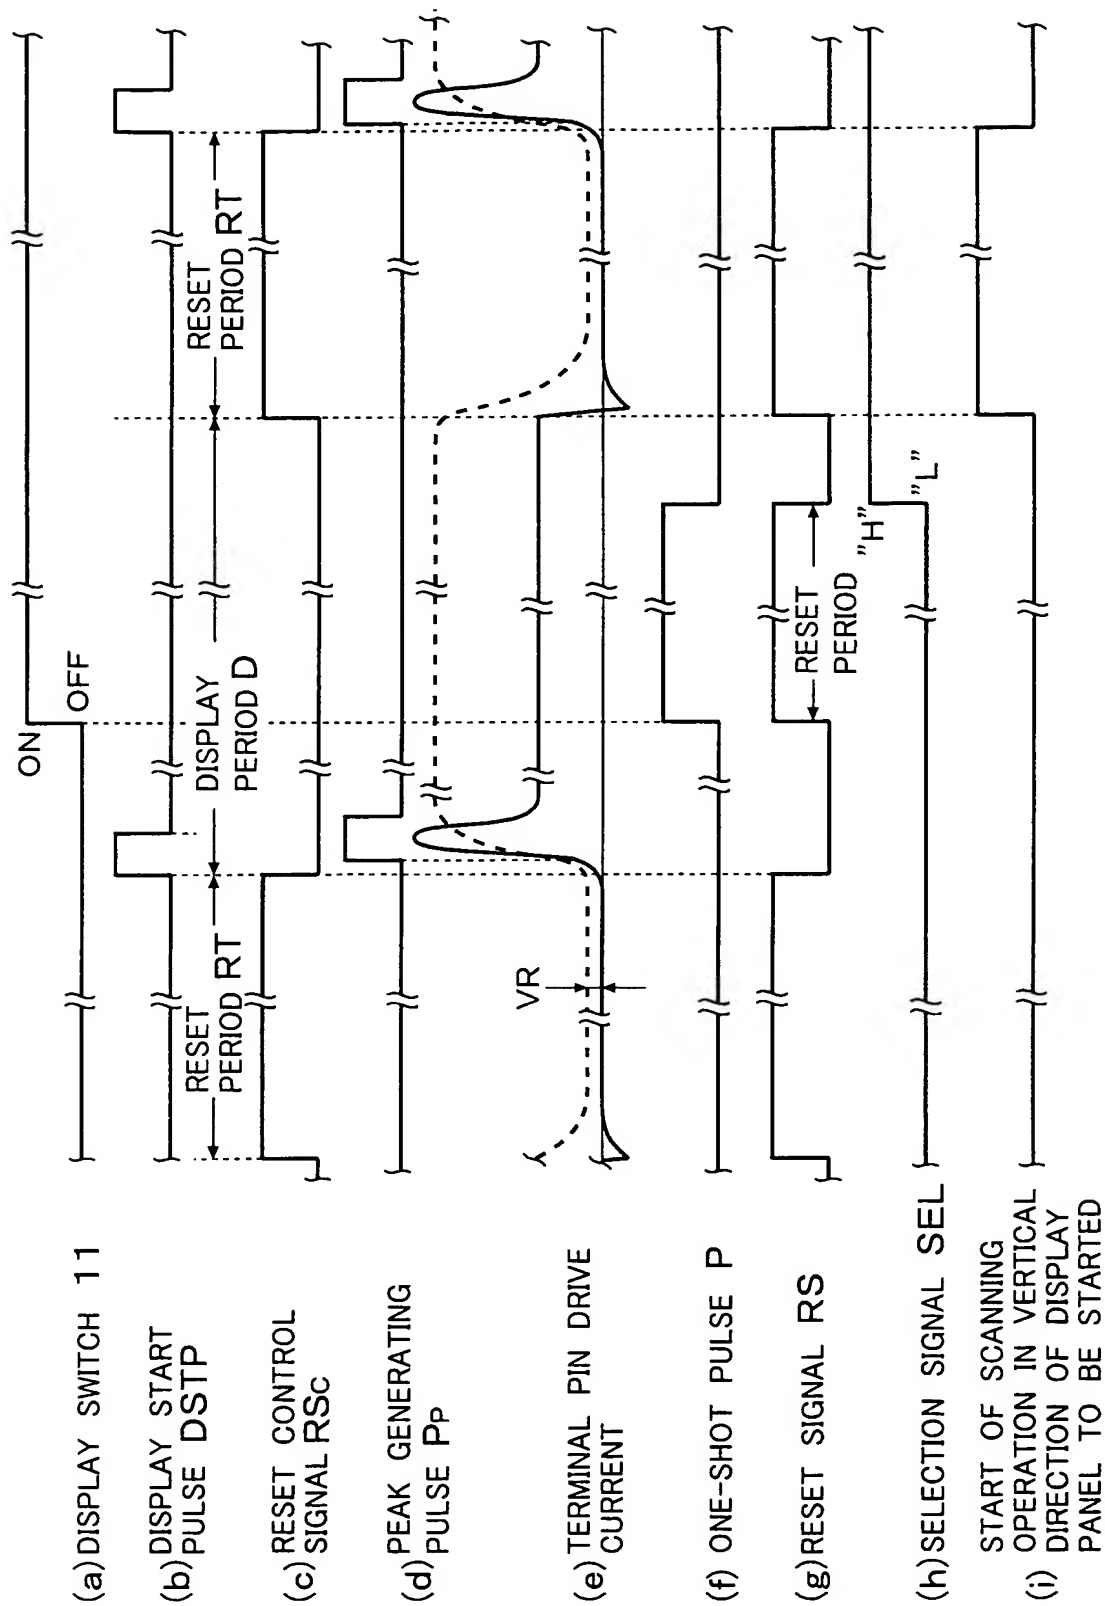 (a) DISPLAY SWITCH 11
(b) DISPLAY START
PULSE DSTP
(c) RESET CONTROL
SIGNAL RSC
(d) PEAK GENERATING
PULSE PP
(e) TERMINAL PIN DRIVE
CURRENT
(f) ONE-SHOT PULSE P
(g) RESET SIGNAL RS
(h) SELECTION SIGNAL SEL
START OF SCANNING
OPERATION IN VERTICAL
(i) DIRECTION OF DISPLAY
PANEL TO BE STARTED
ON
OFF
RESET
PERIOD RT
DISPLAY
PERIOD D
RESET
PERIOD RT
VR
RESET
PERIOD
"H"
"L"